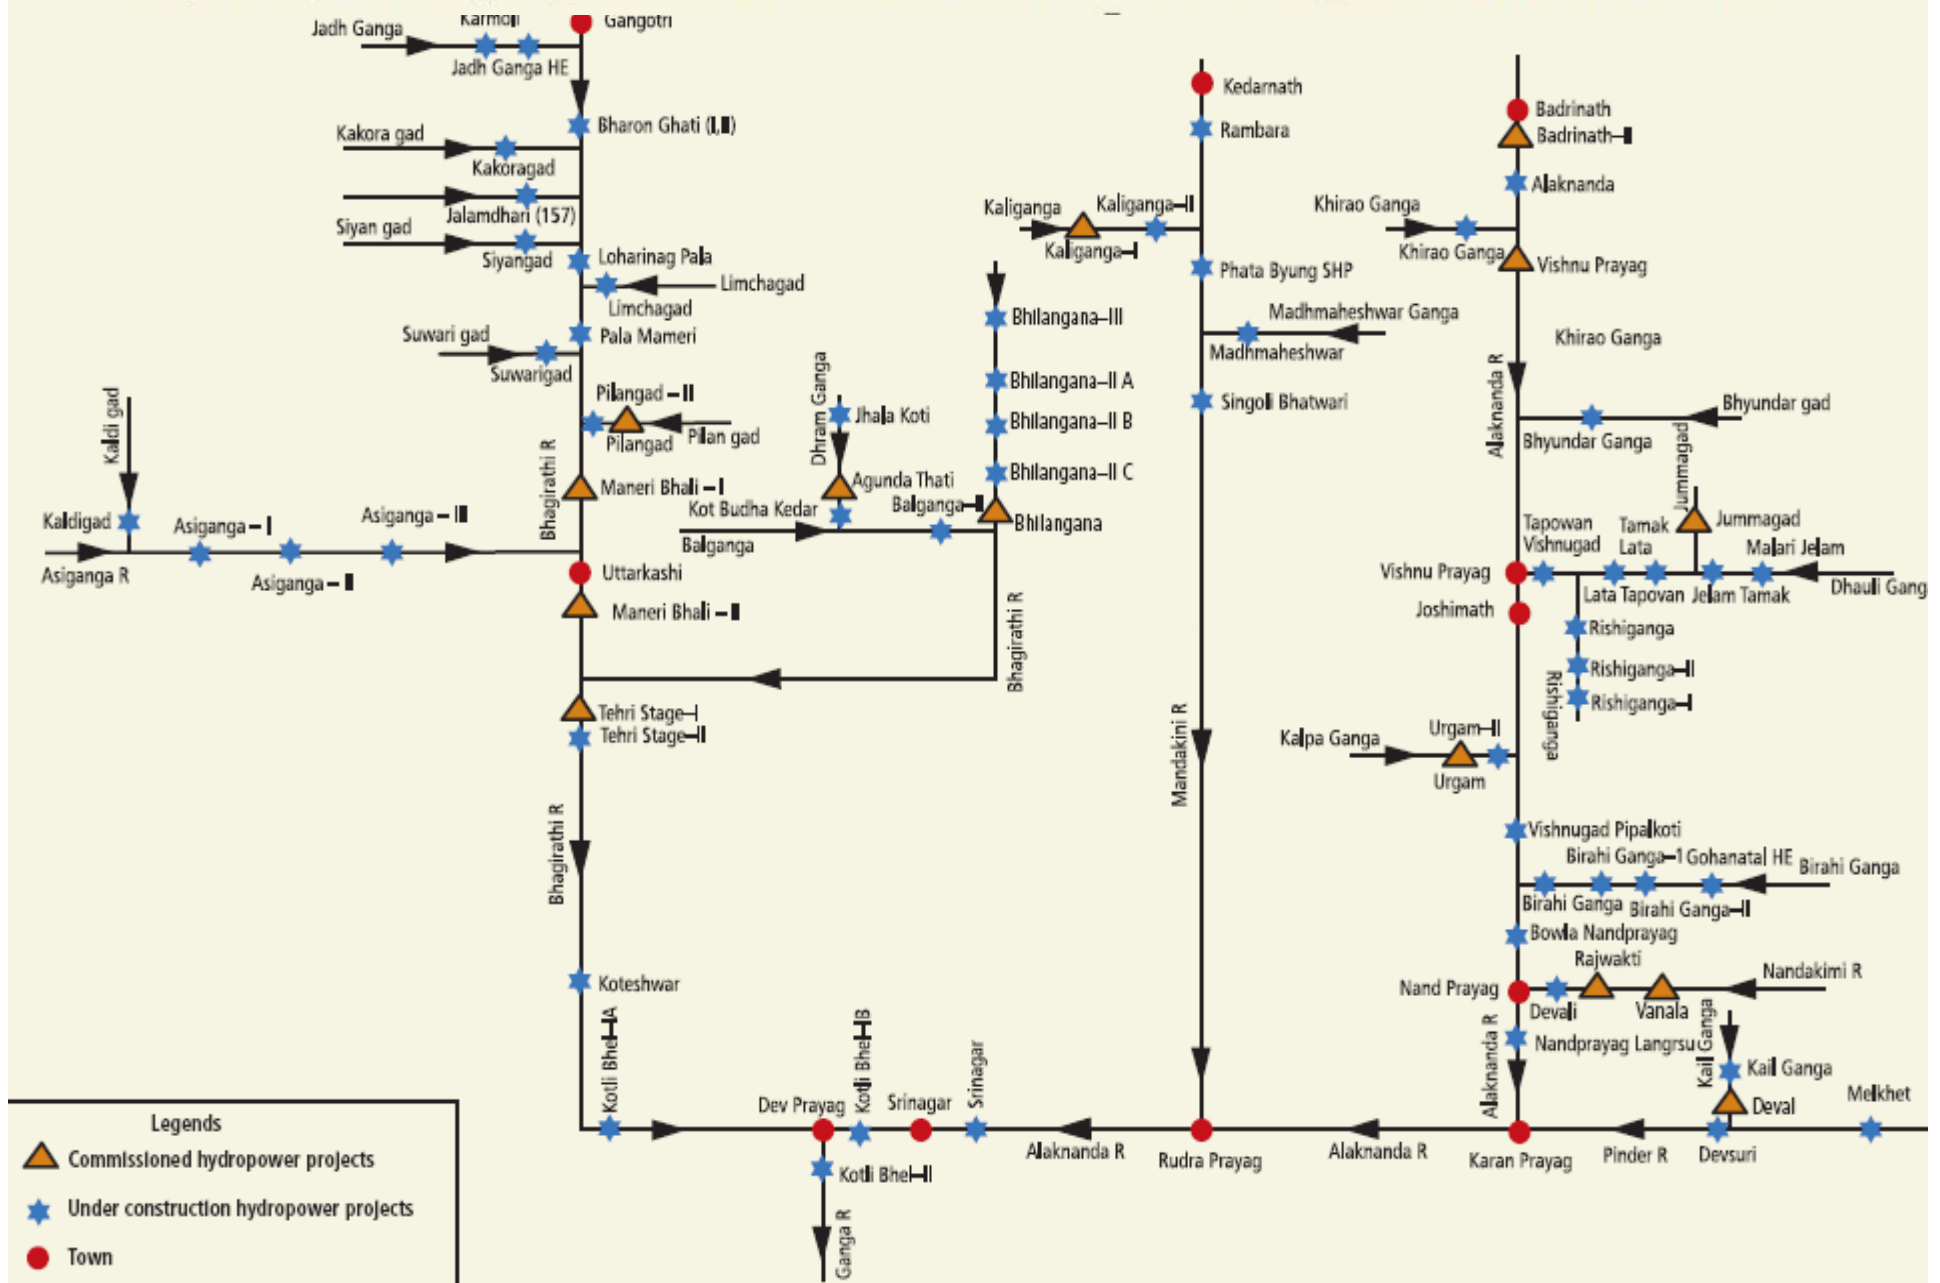 Karmoli
Gangotri
Jadh Ganga
Jadh Ganga HE
Bharon Ghati (I,II)
Kakora gad
Kakoragad
Jalamdhari (157)
Siyan gad
Siyangad
Loharinag Pala
Limchagad
Limchagad
Suwari gad
Pala Mameri
Suwarigad
Pilangad – II
Pilangad
Pilan gad
Bhagirathi R
Maneri Bhali – I
Kaldi gad
Kaldigad
Asiganga – I
Asiganga – III
Asiganga R
Asiganga – II
Uttarkashi
Maneri Bhali – II
Dhram Ganga
Jhala Koti
Agunda Thati
Kot Budha Kedar
Balganga–II
Balganga
Bhilangana–III
Bhilangana–II A
Bhilangana–II B
Bhilangana–II C
Bhilangana
Bhagirathi R
Tehri Stage–I
Tehri Stage–II
Bhagirathi R
Koteshwar
Kotli Bhel–IA
Dev Prayag
Kotli Bhel–IB
Srinagar
Srinagar
Kotli Bhel–II
Ganga R
Kedarnath
Rambara
Kaliganga
Kaliganga–II
Kaliganga–I
Phata Byung SHP
Madhmaheshwar Ganga
Madhmaheshwar
Singoli Bhatwari
Mandakini R
Alaknanda R
Rudra Prayag
Alaknanda R
Badrinath
Badrinath–II
Alaknanda
Khirao Ganga
Khirao Ganga
Vishnu Prayag
Khirao Ganga
Alaknanda R
Bhyundar gad
Bhyundar Ganga
Jummagad
Jummagad
Tapowan
Vishnugad
Tamak
Lata
Malari Jelam
Vishnu Prayag
Dhauli Gang
Lata Tapovan
Jelam Tamak
Joshimath
Rishiganga
Rishiganga–II
Rishiganga–I
Rishiganga
Urgam–II
Kalpa Ganga
Urgam
Vishnugad Pipalkoti
Birahi Ganga–1
Gohanatal HE
Birahi Ganga
Birahi Ganga
Birahi Ganga–II
Bowla Nandprayag
Rajwakti
Nandakimi R
Nand Prayag
Devali
Vanala
Nandprayag Langrsu
Alaknanda R
Kail Ganga
Kail Ganga
Deval
Melkhet
Karan Prayag
Pinder R
Devsuri
Legends
Commissioned hydropower projects
Under construction hydropower projects
Town